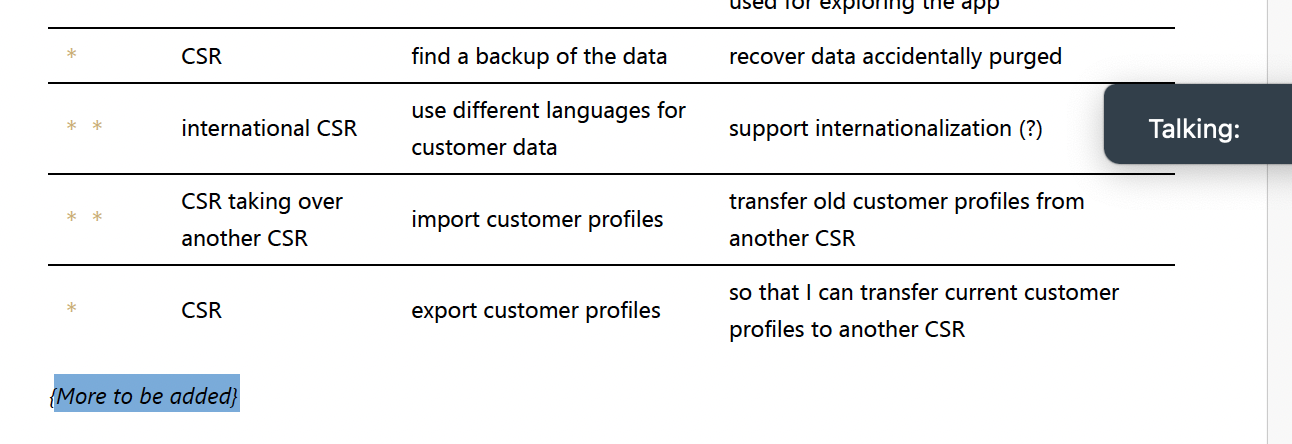 used for exploring the app
* CSR find a backup of the data recover data accidentally purged
* * international CSR use different languages for customer data support internationalization (?)
Talking:
* * CSR taking over another CSR import customer profiles transfer old customer profiles from another CSR
* CSR export customer profiles so that I can transfer current customer profiles to another CSR
{More to be added}